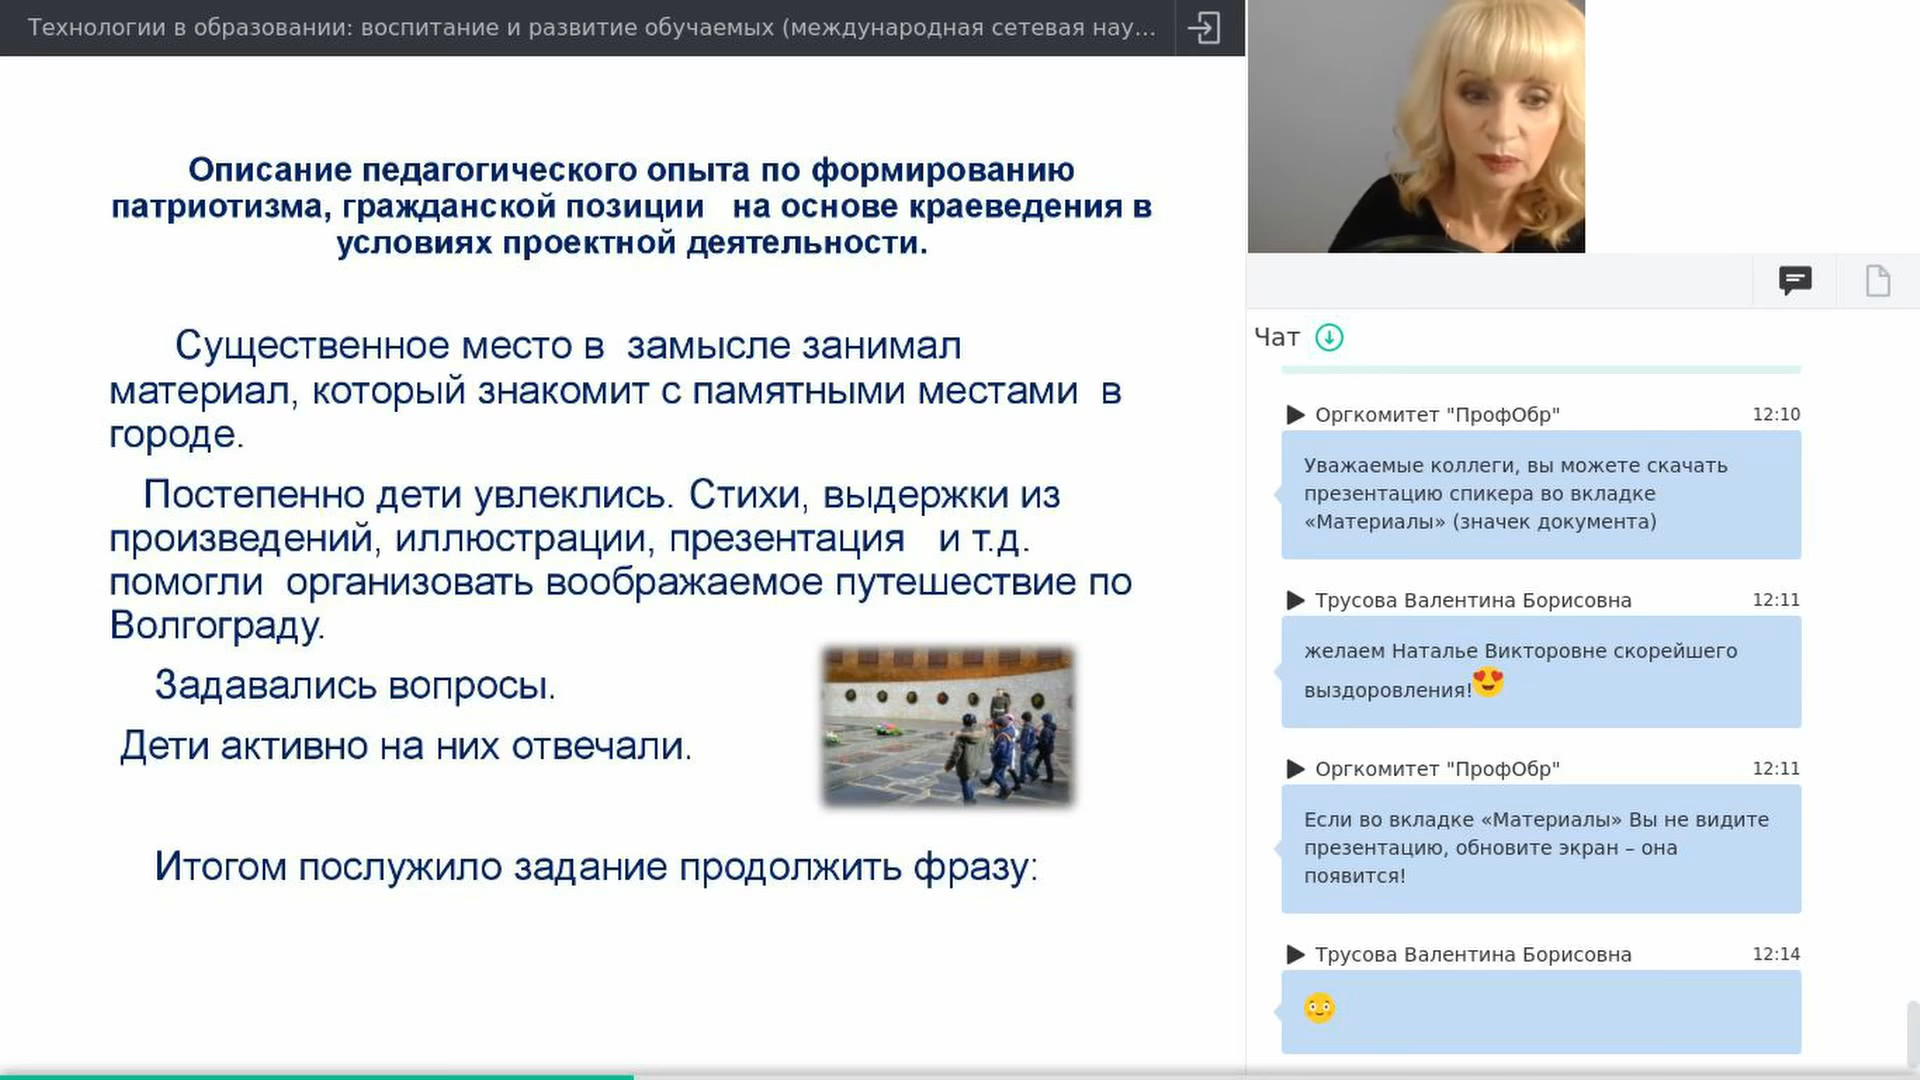 Технологии в образовании: воспитание и развитие обучаемых (международная сетевая нау...
Описание педагогического опыта по формированию
патриотизма, гражданской позиции на основе краеведения в
условиях проектной деятельности.
Существенное место в замысле занимал
материал, который знакомит с памятными местами в
городе.
Постепенно дети увлеклись. Стихи, выдержки из
произведений, иллюстрации, презентация и т.д.
помогли организовать воображаемое путешествие по
Волгограду.
Задавались вопросы.
Дети активно на них отвечали.
Итогом послужило задание продолжить фразу:
Чат
Оргкомитет "ПрофОбр" 12:10
Уважаемые коллеги, вы можете скачать
презентацию спикера во вкладке
«Материалы» (значек документа)
Трусова Валентина Борисовна 12:11
желаем Наталье Викторовне скорейшего
выздоровления!😍
Оргкомитет "ПрофОбр" 12:11
Если во вкладке «Материалы» Вы не видите
презентацию, обновите экран – она
появится!
Трусова Валентина Борисовна 12:14
😳